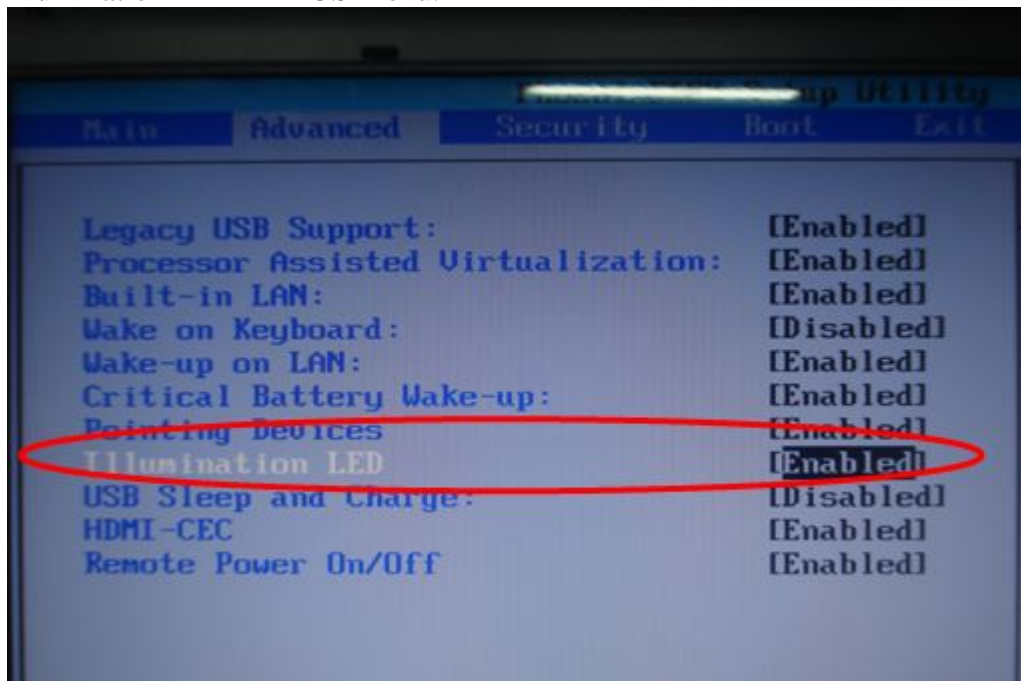 Utility
Main Advanced Security Boot Exit
Legacy USB Support: [Enabled]
Processor Assisted Virtualization: [Enabled]
Built-in LAN: [Enabled]
Wake on Keyboard: [Disabled]
Wake-up on LAN: [Enabled]
Critical Battery Wake-up: [Enabled]
Pointing Devices [Enabled]
Illumination LED [Enabled]
USB Sleep and Charge: [Disabled]
HDMI-CEC [Enabled]
Remote Power On/Off [Enabled]